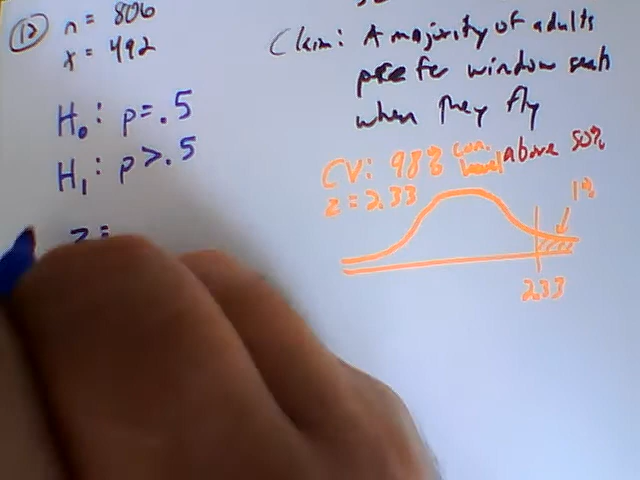 12
n = 806
x = 492
H₀: p = .5
H₁: p > .5
z =
Claim: A majority of adults
prefer window seats
when they fly
above 50%
CV: 98% con. level
z = 2.33
1%
2.33